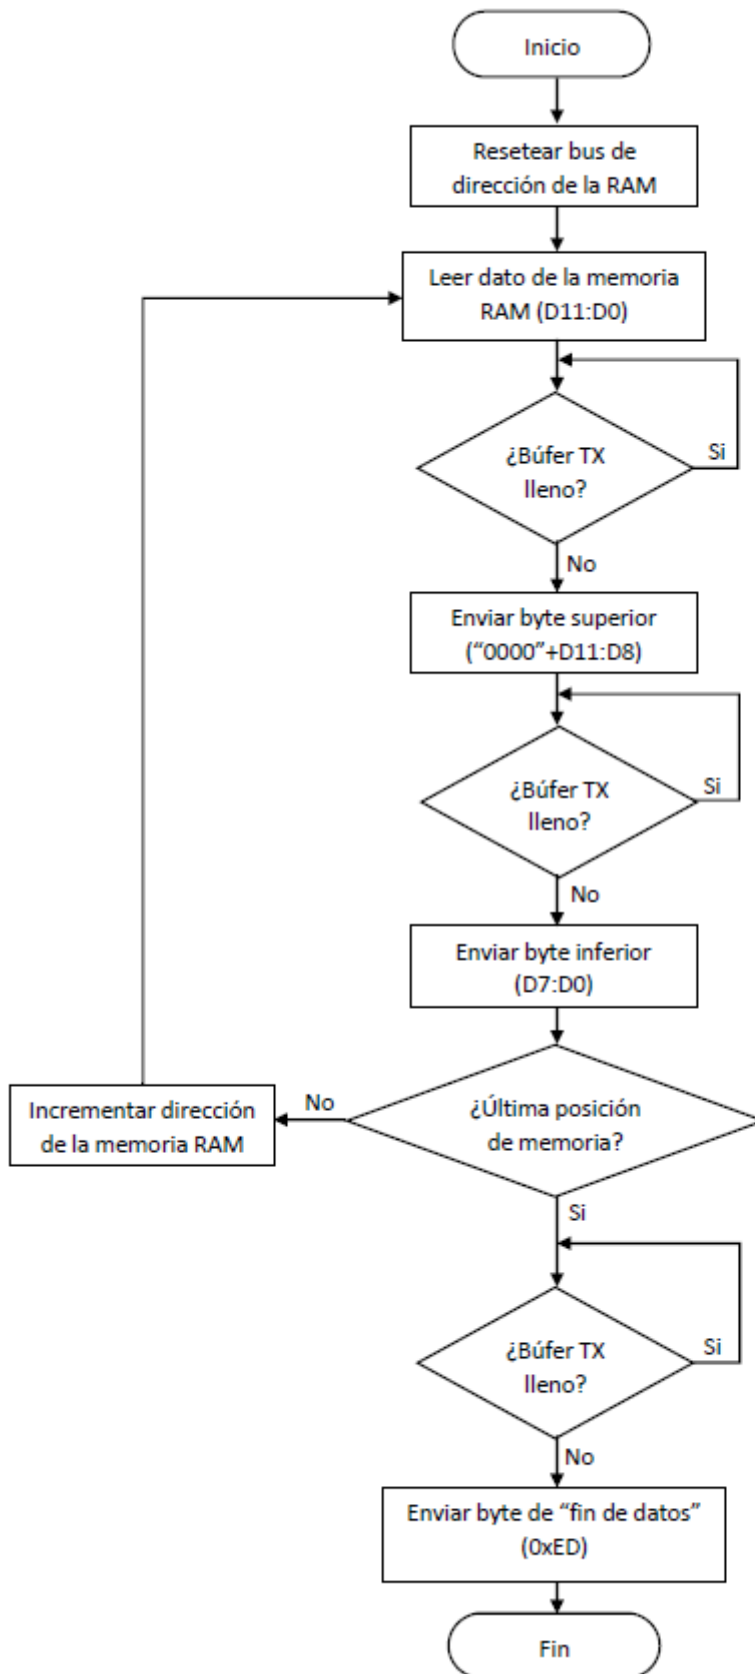 Inicio
Resetear bus de
dirección de la RAM
Leer dato de la memoria
RAM (D11:D0)
¿Búfer TX
lleno?
Si
No
Enviar byte superior
(“0000”+D11:D8)
¿Búfer TX
lleno?
Si
No
Enviar byte inferior
(D7:D0)
¿Última posición
de memoria?
No
Incrementar dirección
de la memoria RAM
Si
¿Búfer TX
lleno?
Si
No
Enviar byte de “fin de datos”
(0xED)
Fin